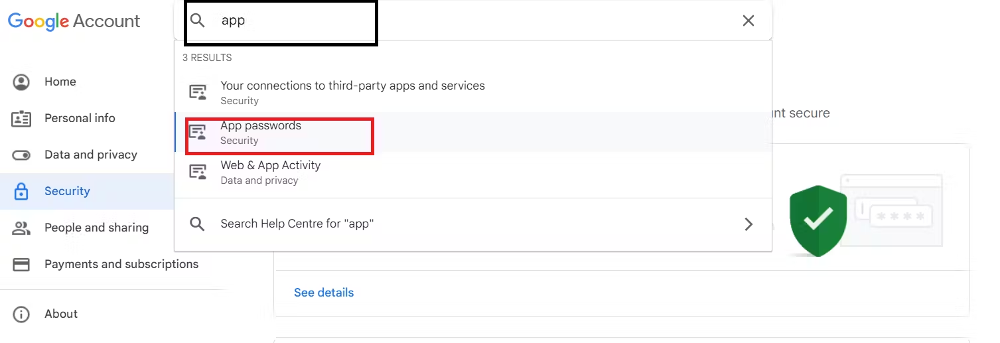 Google Account
app
3 RESULTS
Your connections to third-party apps and services
Security
App passwords
Security
Web & App Activity
Data and privacy
Search Help Centre for "app"
Home
Personal info
Data and privacy
Security
People and sharing
Payments and subscriptions
About
secure
* * * *
See details